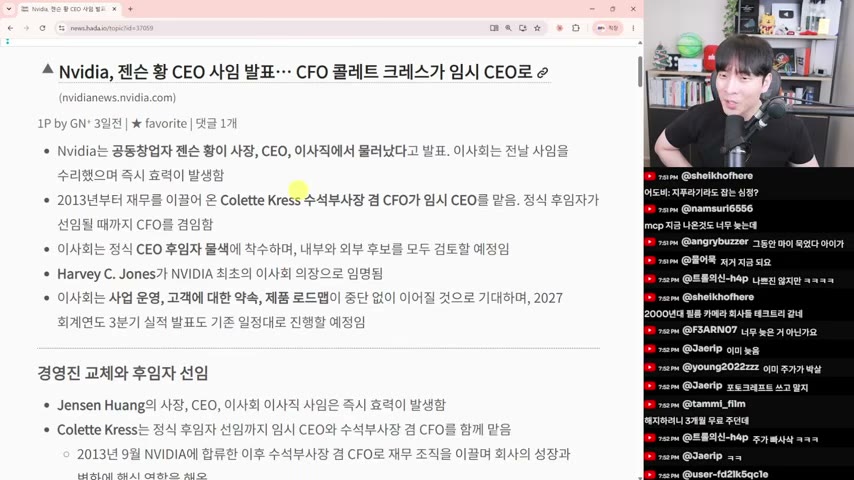 Nvidia, 젠슨 황 CEO 사임 발표
news.hada.io/topic?id=37059
Nvidia, 젠슨 황 CEO 사임 발표… CFO 콜레트 크레스가 임시 CEO로
(nvidianews.nvidia.com)
1P by GN⁺ 3일전 | ★ favorite | 댓글 1개
Nvidia는 공동창업자 젠슨 황이 사장, CEO, 이사직에서 물러났다고 발표. 이사회는 전날 사임을
수리했으며 즉시 효력이 발생함
2013년부터 재무를 이끌어 온 Colette Kress 수석부사장 겸 CFO가 임시 CEO를 맡음. 정식 후임자가
선임될 때까지 CFO를 겸임함
이사회는 정식 CEO 후임자 물색에 착수하며, 내부와 외부 후보를 모두 검토할 예정임
Harvey C. Jones가 NVIDIA 최초의 이사회 의장으로 임명됨
이사회는 사업 운영, 고객에 대한 약속, 제품 로드맵이 중단 없이 이어질 것으로 기대하며, 2027
회계연도 3분기 실적 발표도 기존 일정대로 진행할 예정임
경영진 교체와 후임자 선임
Jensen Huang의 사장, CEO, 이사회 이사직 사임은 즉시 효력이 발생함
Colette Kress는 정식 후임자 선임까지 임시 CEO와 수석부사장 겸 CFO를 함께 맡음
2013년 9월 NVIDIA에 합류한 이후 수석부사장 겸 CFO로 재무 조직을 이끌며 회사의 성장과
변화에 핵심 역할을 해옴
7:51 PM @sheikhofhere
어도비: 지푸라기라도 잡는 심정?
7:51 PM @namsuri6556
mcp 지금 나온것도 너무 늦는데
7:51 PM @angrybuzzer 그동안 마이 묵었다 아이가
7:51 PM @물어묵 저거 지금 되요
7:52 PM @트롤의신-h4p 나쁘진 않지만 ㅋㅋㅋㅋ
7:52 PM @sheikhofhere
2000년대 필름 카메라 회사들 테크트리 같네
7:52 PM @F3ARN07 너무 늦은 거 아닌가요
7:52 PM @Jaerip 이미 늦음
7:52 PM @young2022zzz 이미 주가가 박살
7:52 PM @Jaerip 포토크레프트 쓰고 말지
7:52 PM @tammi_film
해지하려니 3개월 무료 주던데
7:52 PM @트롤의신-h4p 주가 빠사삭 ㅋㅋㅋ
7:52 PM @Jaerip ㅋㅋ
7:52 PM @user-fd2lk5qc1e